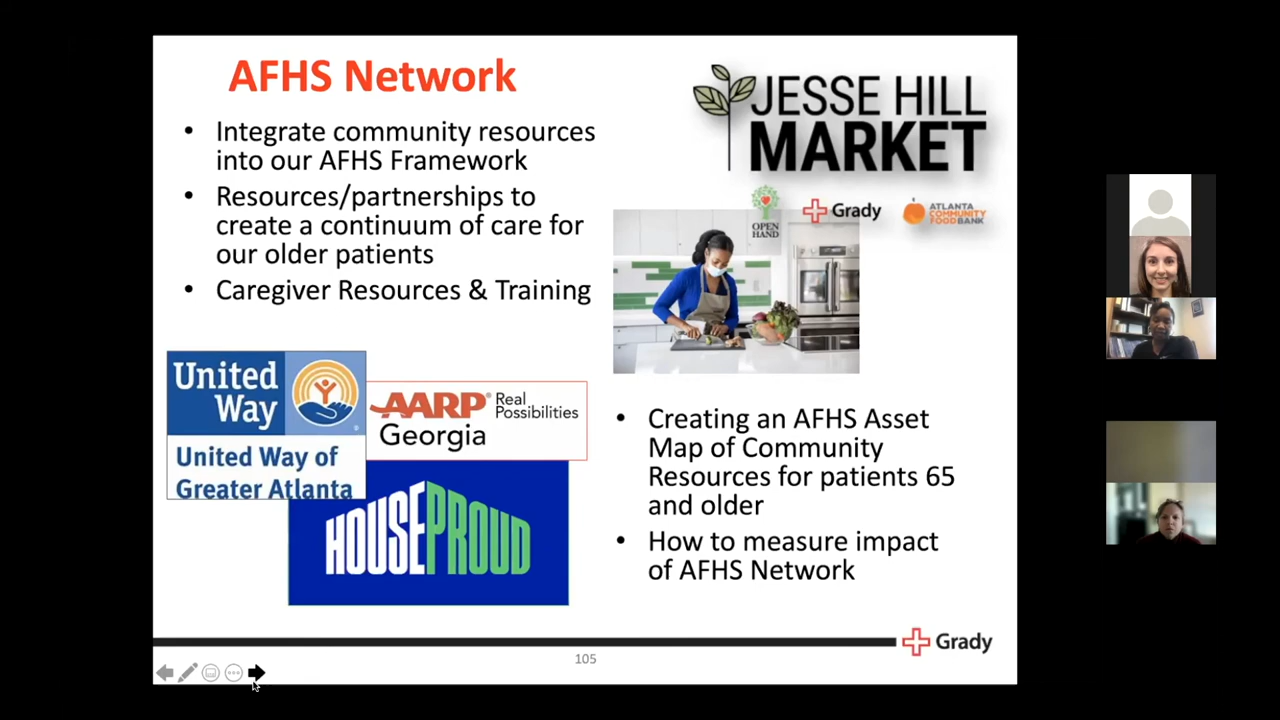 AFHS Network
• Integrate community resources
into our AFHS Framework
• Resources/partnerships to
create a continuum of care for
our older patients
• Caregiver Resources & Training
JESSE HILL
MARKET
OPEN
HAND
Grady
ATLANTA
COMMUNITY
FOOD BANK
United
Way
United Way of
Greater Atlanta
AARP® Real
Possibilities
Georgia
HOUSEPROUD
• Creating an AFHS Asset
Map of Community
Resources for patients 65
and older
• How to measure impact
of AFHS Network
Grady
105